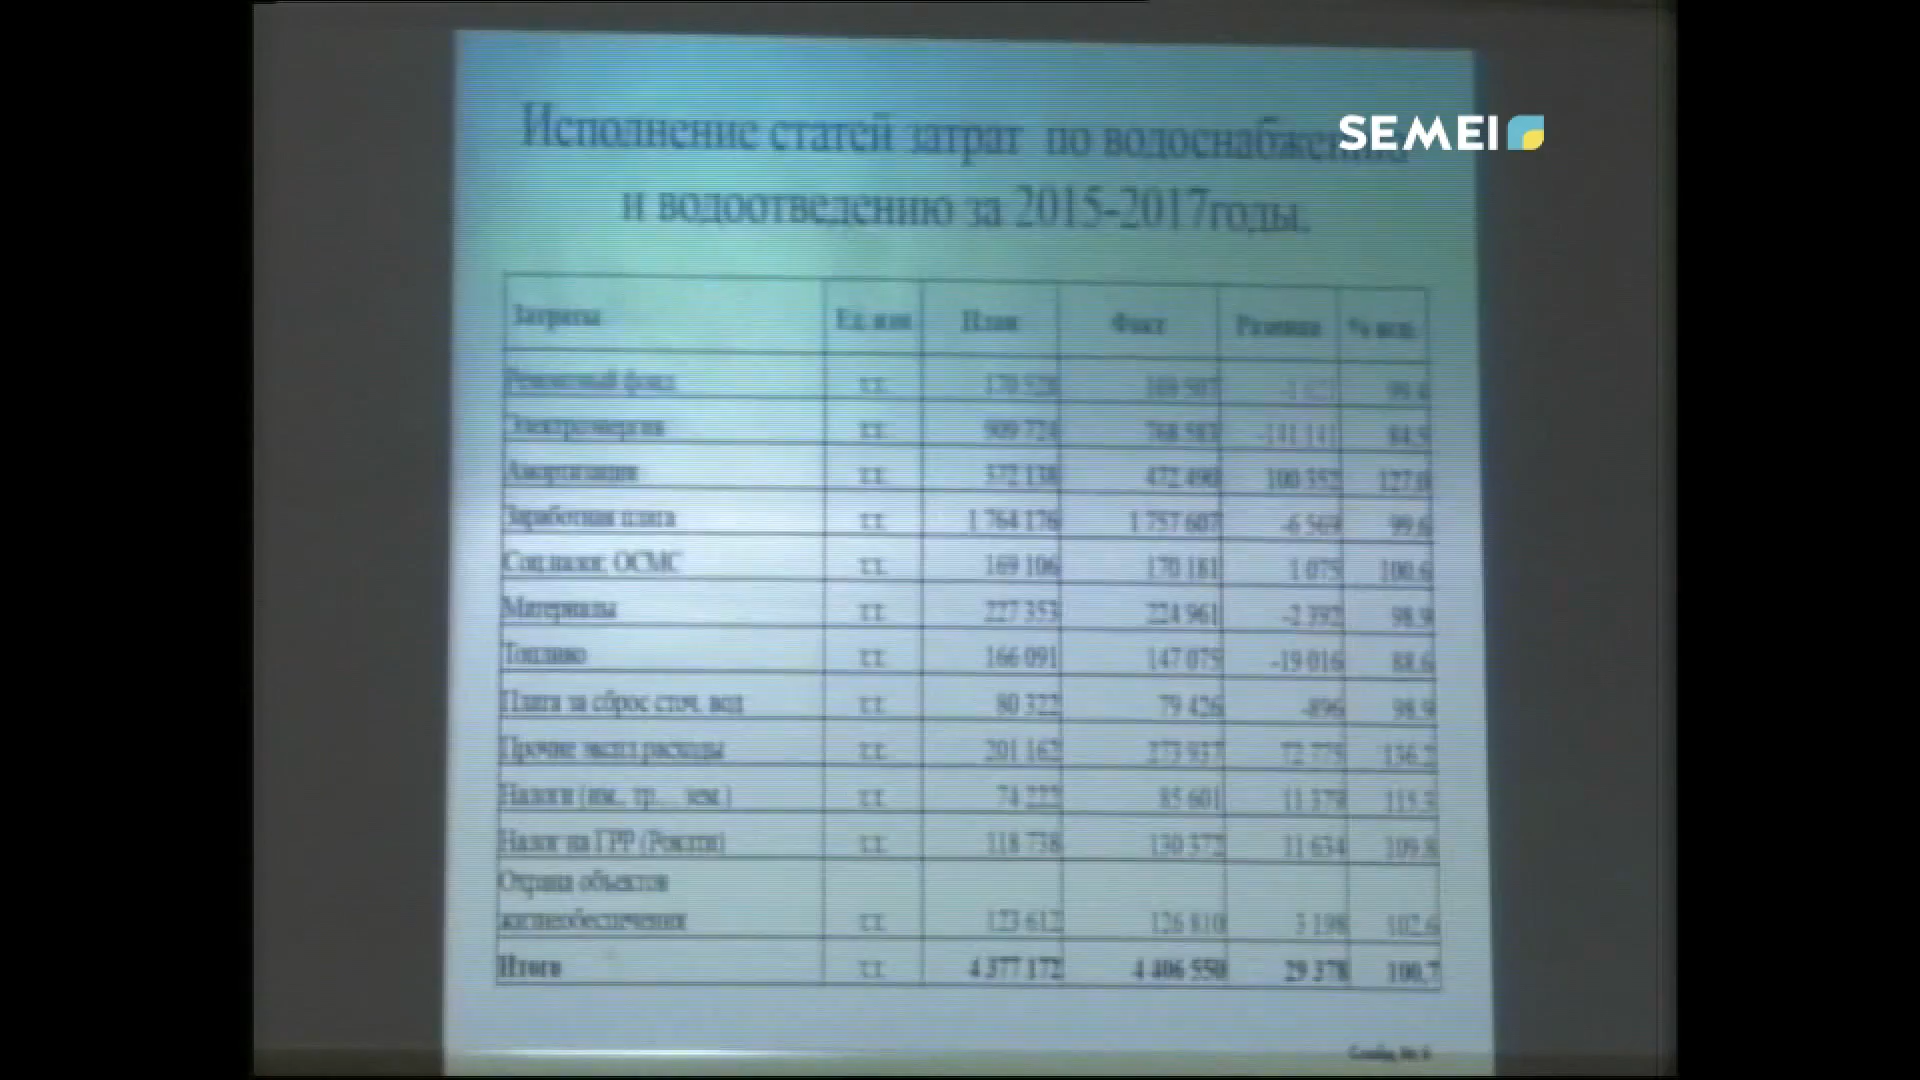 Исполнение статей затрат по водоснабжению
SEMEI
и водоотведению за 2015-2017годы.
Затраты Ед. изм План Факт Разница % исп.
Ремонтный фонд т.т. 170 528 169 507 -1 021 99.4
Электроэнергия т.т. 909 724 768 583 -141 141 84.5
Амортизация т.т. 372 138 472 490 100 352 127.0
Заработная плата т.т. 1 764 176 1 757 607 -6 569 99.6
Соц.налог, ОСМС т.т. 169 106 170 181 1 075 100.6
Материалы т.т. 227 353 224 961 -2 392 98.9
Топливо т.т. 166 091 147 075 -19 016 88.6
Плата за сброс сточ. вод т.т. 80 322 79 426 -896 98.9
Прочие экспл.расходы т.т. 201 162 273 937 72 775 136.2
Налоги (им., тр., зем.) т.т. 74 222 85 601 11 379 115.3
Налог на ГРР (Роялти) т.т. 118 738 130 372 11 634 109.8
Охрана объектов
жизнеобеспечения т.т. 123 612 126 810 3 198 102.6
Итого т.т. 4 377 172 4 406 550 29 378 100.7